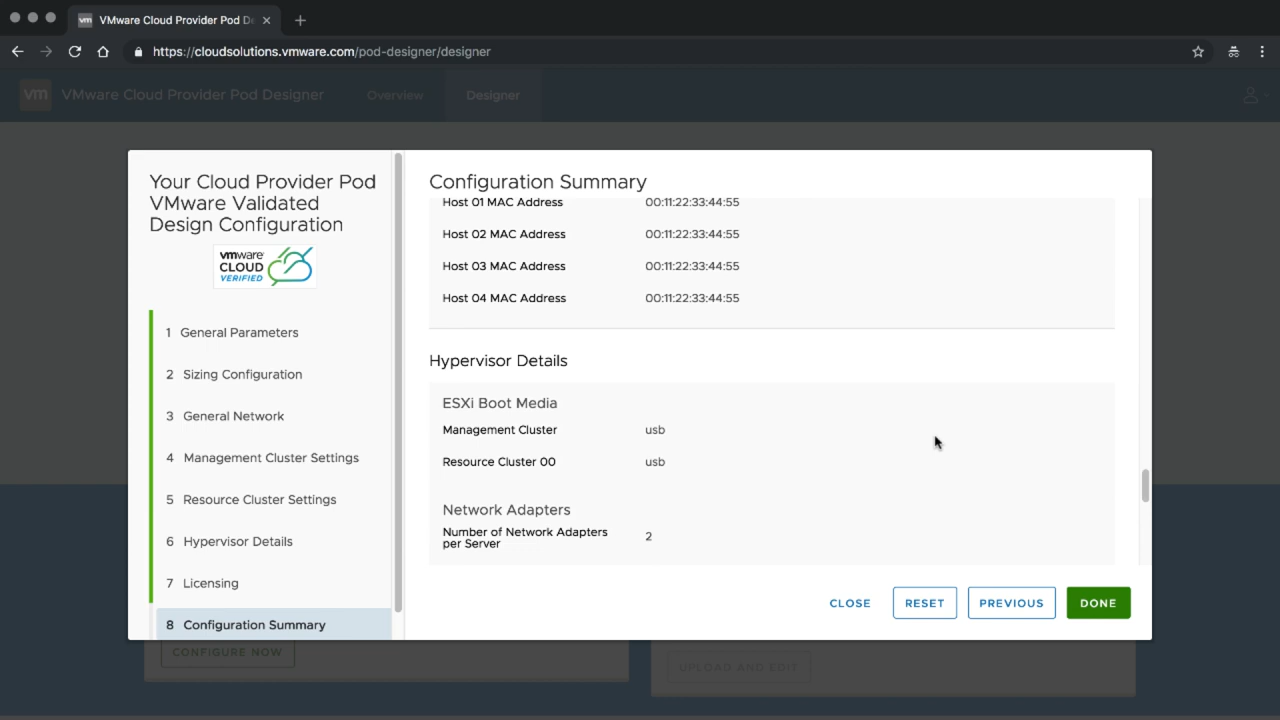 vm VMware Cloud Provider Pod De
https://cloudsolutions.vmware.com/pod-designer/designer
vm VMware Cloud Provider Pod Designer Overview Designer
Your Cloud Provider Pod
VMware Validated
Design Configuration
vmware
CLOUD
VERIFIED
1 General Parameters
2 Sizing Configuration
3 General Network
4 Management Cluster Settings
5 Resource Cluster Settings
6 Hypervisor Details
7 Licensing
8 Configuration Summary
Configuration Summary
Host 01 MAC Address 00:11:22:33:44:55
Host 02 MAC Address 00:11:22:33:44:55
Host 03 MAC Address 00:11:22:33:44:55
Host 04 MAC Address 00:11:22:33:44:55
Hypervisor Details
ESXi Boot Media
Management Cluster usb
Resource Cluster 00 usb
Network Adapters
Number of Network Adapters
per Server 2
CLOSE RESET PREVIOUS DONE
CONFIGURE NOW
UPLOAD AND EDIT